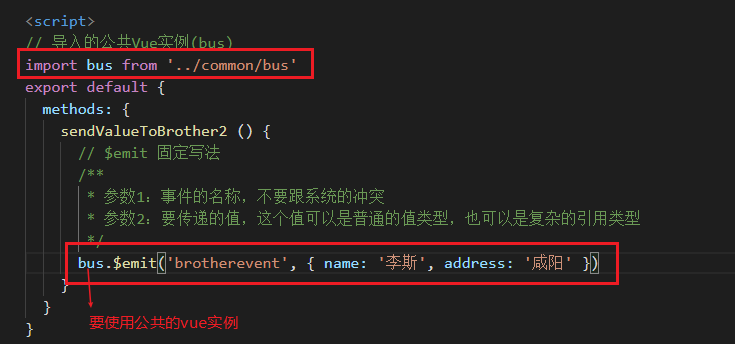 <script>
// 导入的公共Vue实例(bus)
import bus from '../common/bus'
export default {
  methods: {
    sendValueToBrother2 () {
      // $emit 固定写法
      /**
       * 参数1：事件的名称，不要跟系统的冲突
       * 参数2：要传递的值，这个值可以是普通的值类型，也可以是复杂的引用类型
       */
      bus.$emit('brotherevent', { name: '李斯', address: '咸阳' })
    }
要使用公共的vue实例
  }
}